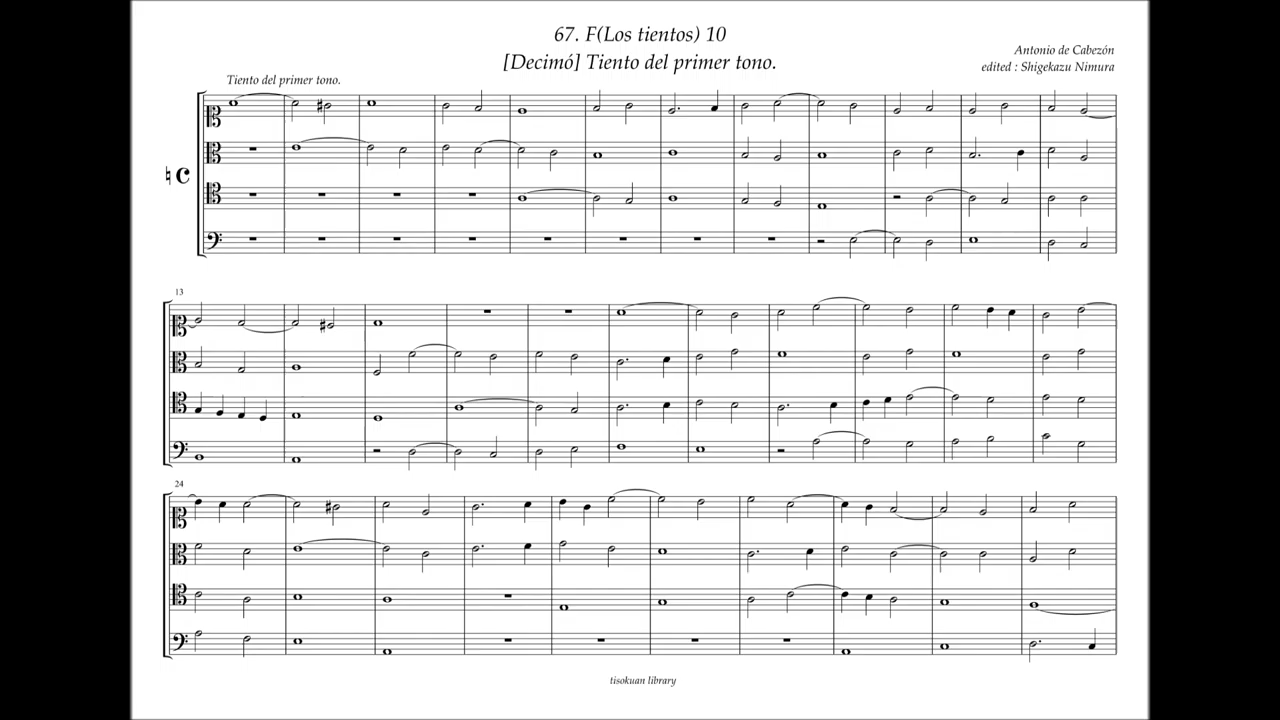 67. F(Los tientos) 10
[Decimó] Tiento del primer tono.
Antonio de Cabezón
edited : Shigekazu Nimura
Tiento del primer tono.
13
24
tisokuan library